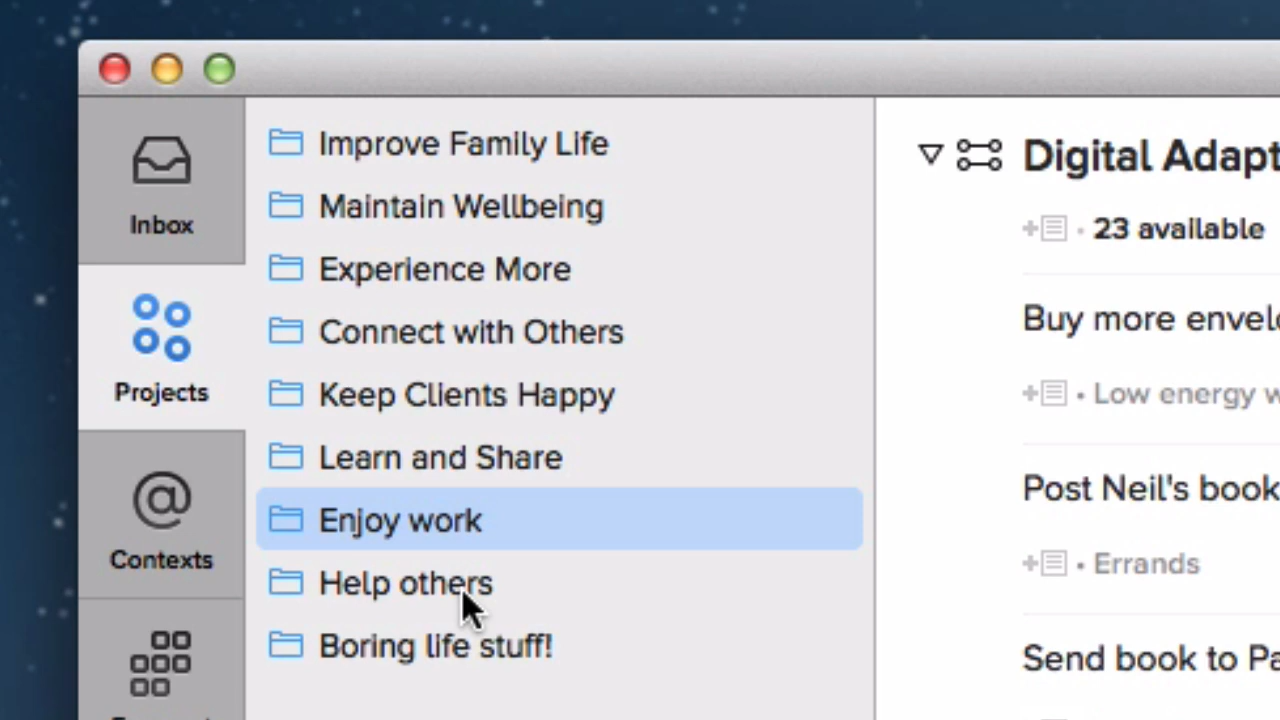 Inbox
Projects
Contexts
Improve Family Life
Maintain Wellbeing
Experience More
Connect with Others
Keep Clients Happy
Learn and Share
Enjoy work
Help others
Boring life stuff!
Digital Adapt
23 available
Buy more envel
Low energy w
Post Neil's book
Errands
Send book to Pa